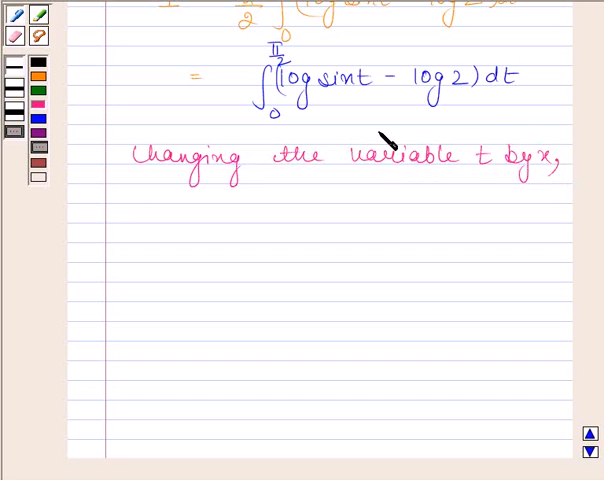 = ∫₀^(π/2) (log sint − log 2) dt
Changing the variable t by x,